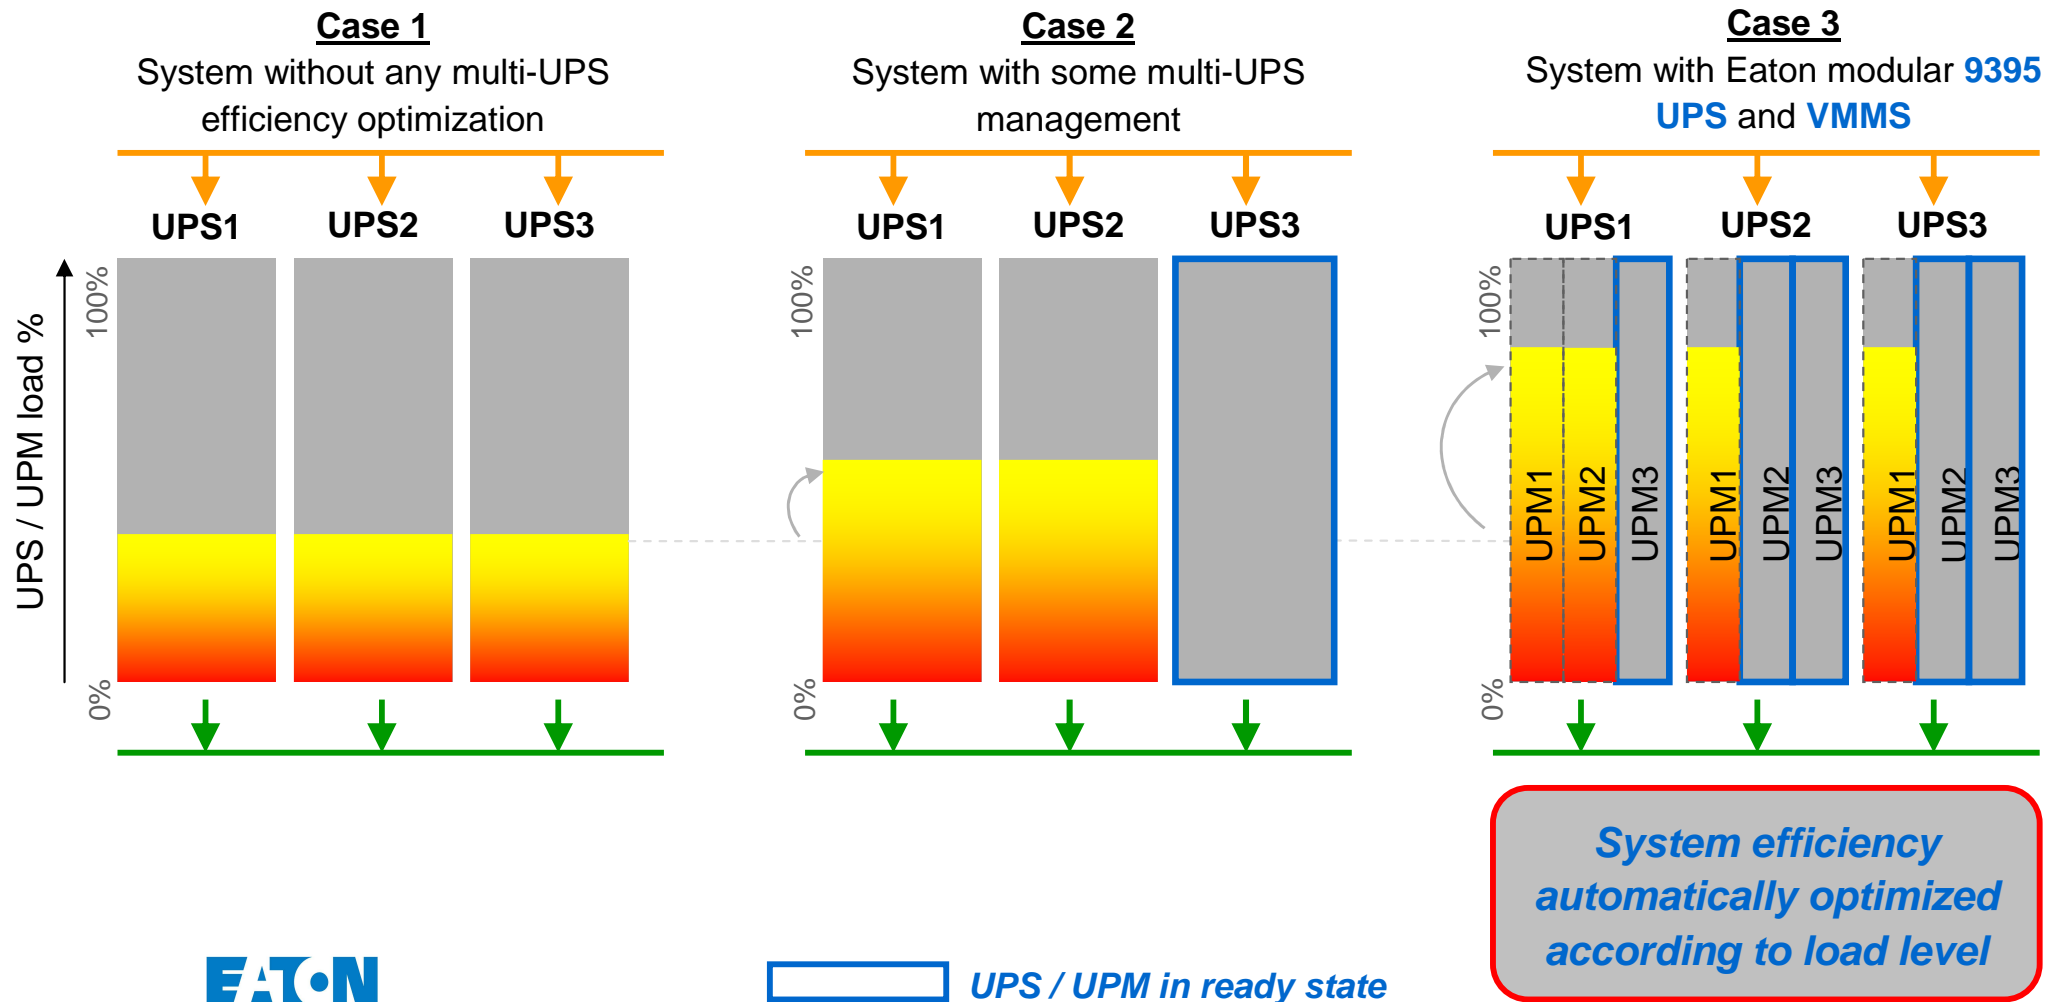 Case 1
System without any multi-UPS
efficiency optimization
UPS1
UPS2
UPS3
UPS / UPM load %
100%
0%
Case 2
System with some multi-UPS
management
UPS1
UPS2
UPS3
100%
0%
Case 3
System with Eaton modular 9395
UPS and VMMS
UPS1
UPS2
UPS3
100%
0%
UPM1
UPM2
UPM3
UPM1
UPM2
UPM3
UPM1
UPM2
UPM3
System efficiency
automatically optimized
according to load level
EATON
UPS / UPM in ready state